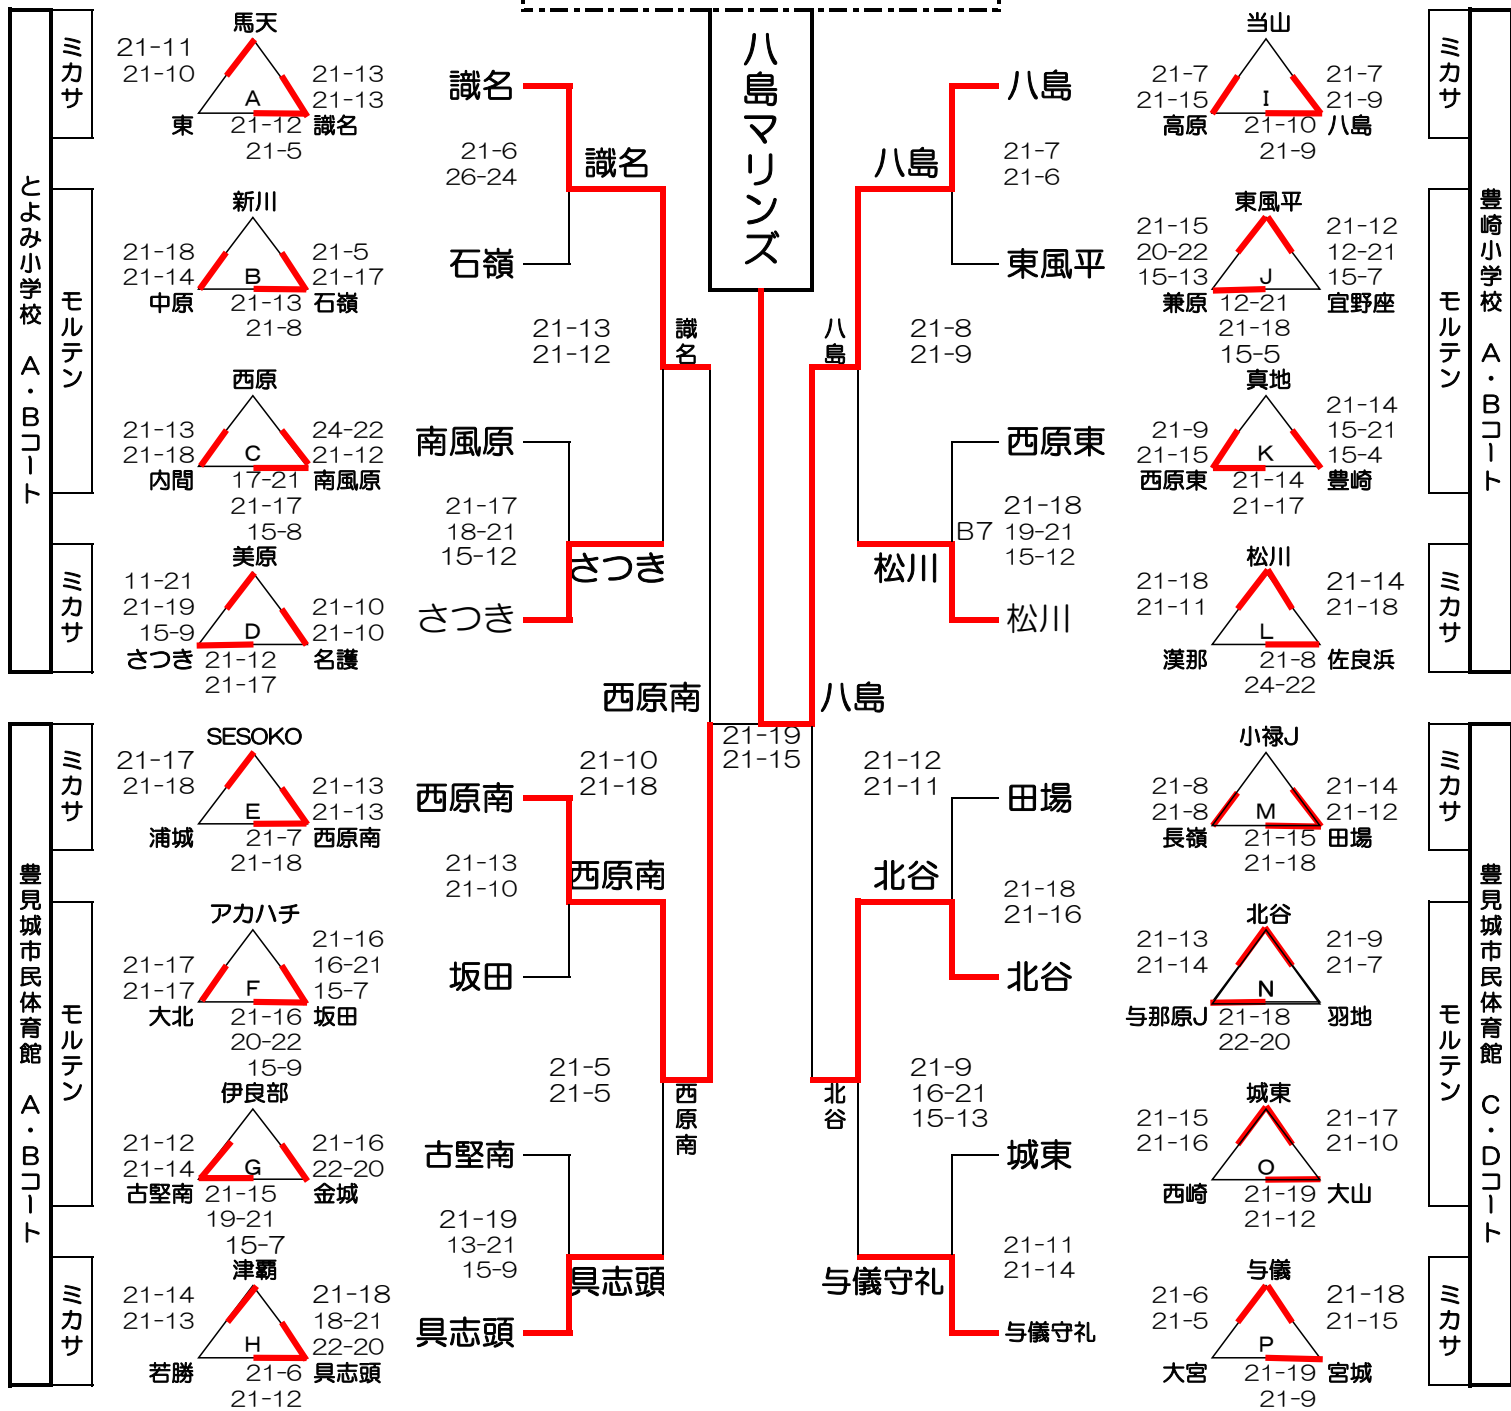 とよみ小学校　A・Bコート
ミカサ
モルテン
ミカサ
馬天
21-11
21-10
21-13
21-13
A
東
21-12
識名
21-5
新川
21-18
21-14
21-5
21-17
B
中原
21-13
石嶺
21-8
西原
21-13
21-18
24-22
21-12
C
内間
17-21
南風原
21-17
15-8
美原
11-21
21-19
15-9
21-10
21-10
D
さつき
21-12
名護
21-17
豊見城市民体育館　A・Bコート
ミカサ
モルテン
ミカサ
SESOKO
21-17
21-18
21-13
21-13
E
浦城
21-7
西原南
21-18
アカハチ
21-17
21-17
21-16
16-21
15-7
F
大北
21-16
坂田
20-22
15-9
伊良部
21-12
21-14
21-16
22-20
G
古堅南
21-15
金城
19-21
15-7
津覇
21-14
21-13
21-18
18-21
22-20
H
若勝
21-6
具志頭
21-12
識名
21-6
26-24
識名
石嶺
21-13
21-12
識名
南風原
21-17
18-21
15-12
さつき
さつき
西原南
21-10
21-18
西原南
21-13
21-10
西原南
坂田
21-5
21-5
西原南
古堅南
21-19
13-21
15-9
具志頭
具志頭
八島マリンズ
21-19
21-15
八島
八島
21-7
21-6
東風平
八島
21-8
21-9
西原東
21-18
B7
19-21
15-12
松川
松川
八島
21-12
21-11
田場
北谷
21-18
21-16
北谷
北谷
21-9
16-21
15-13
城東
21-11
21-14
与儀守礼
与儀守礼
当山
21-7
21-15
21-7
21-9
I
高原
21-10
八島
21-9
東風平
21-15
20-22
15-13
21-12
12-21
15-7
J
兼原
12-21
宜野座
21-18
15-5
真地
21-9
21-15
21-14
15-21
15-4
K
西原東
21-14
豊崎
21-17
松川
21-18
21-11
21-14
21-18
L
漢那
21-8
佐良浜
24-22
小禄J
21-8
21-8
21-14
21-12
M
長嶺
21-15
田場
21-18
北谷
21-13
21-14
21-9
21-7
N
与那原J
21-18
羽地
22-20
城東
21-15
21-16
21-17
21-10
O
西崎
21-19
大山
21-12
与儀
21-6
21-5
21-18
21-15
P
大宮
21-19
宮城
21-9
ミカサ
モルテン
ミカサ
豊崎小学校　A・Bコート
ミカサ
モルテン
ミカサ
豊見城市民体育館　C・Dコート